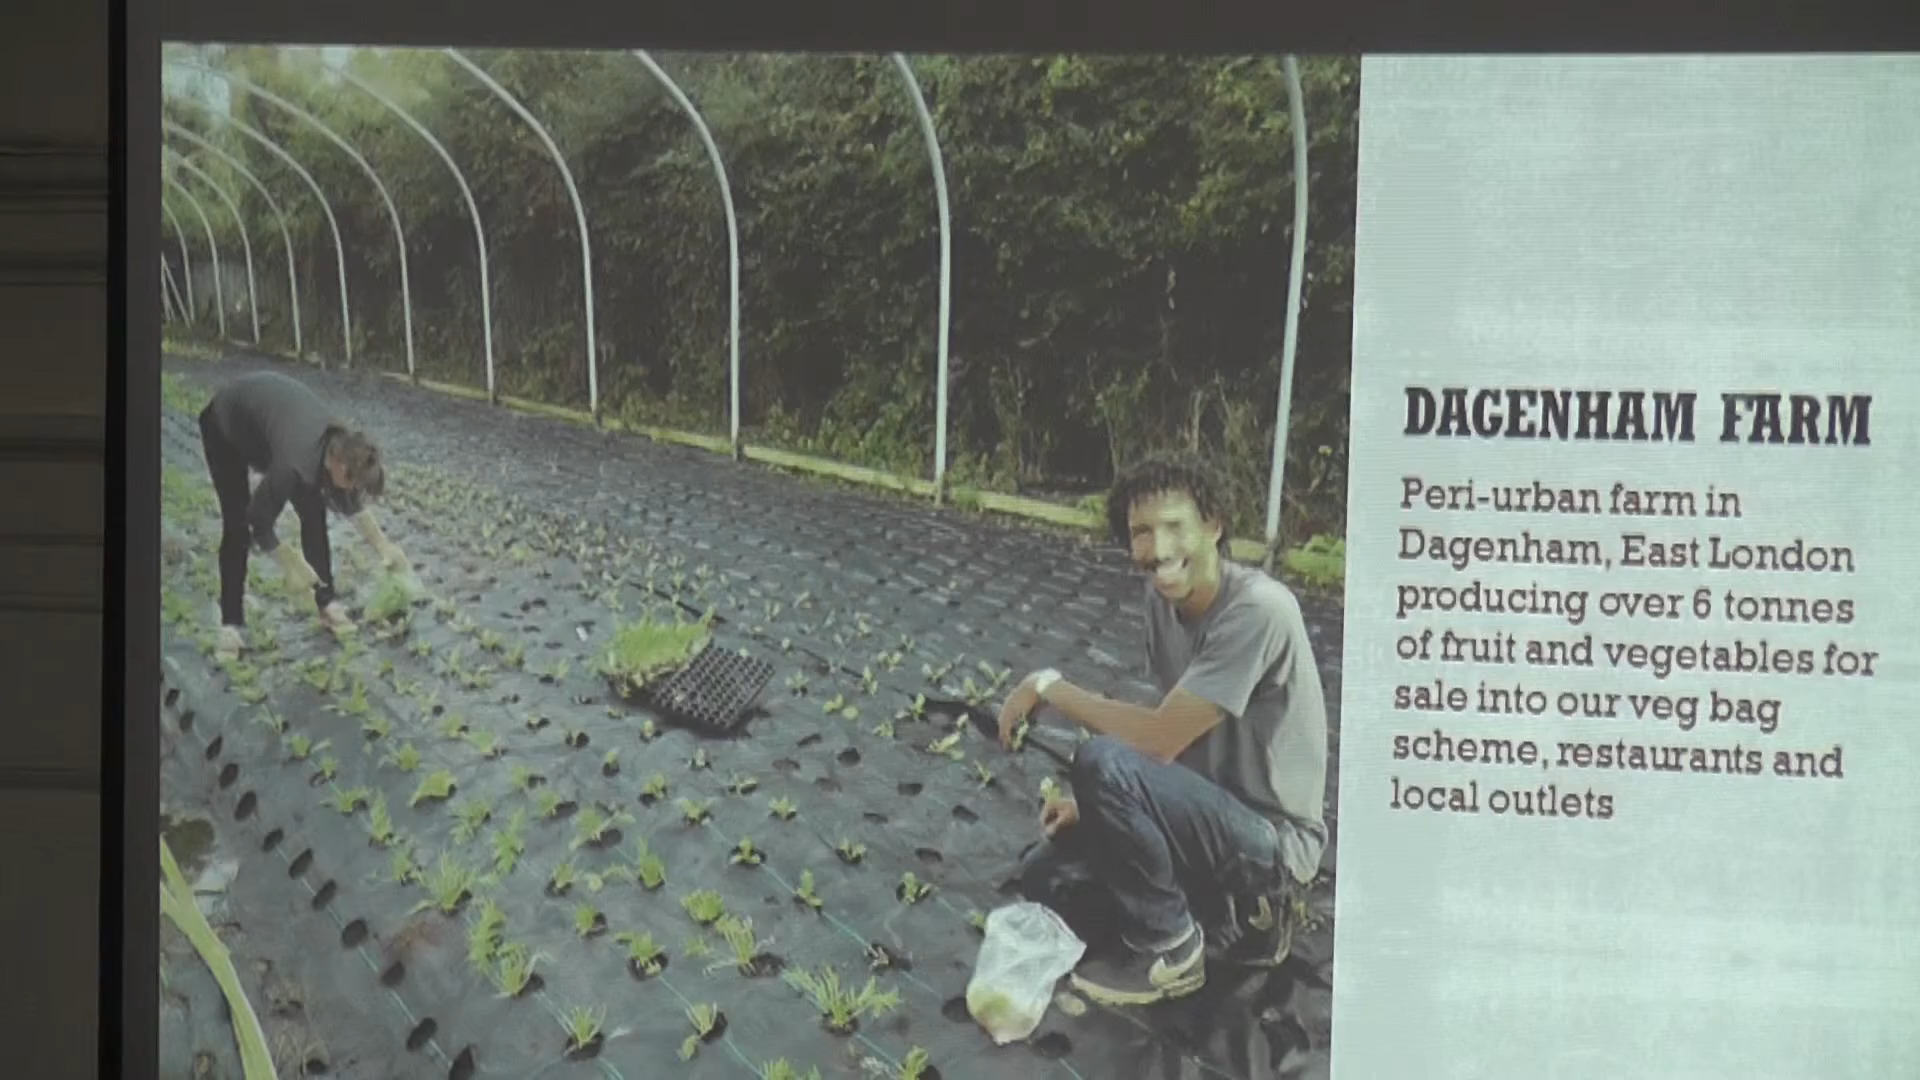 DAGENHAM FARM
Peri-urban farm in
Dagenham, East London
producing over 6 tonnes
of fruit and vegetables for
sale into our veg bag
scheme, restaurants and
local outlets